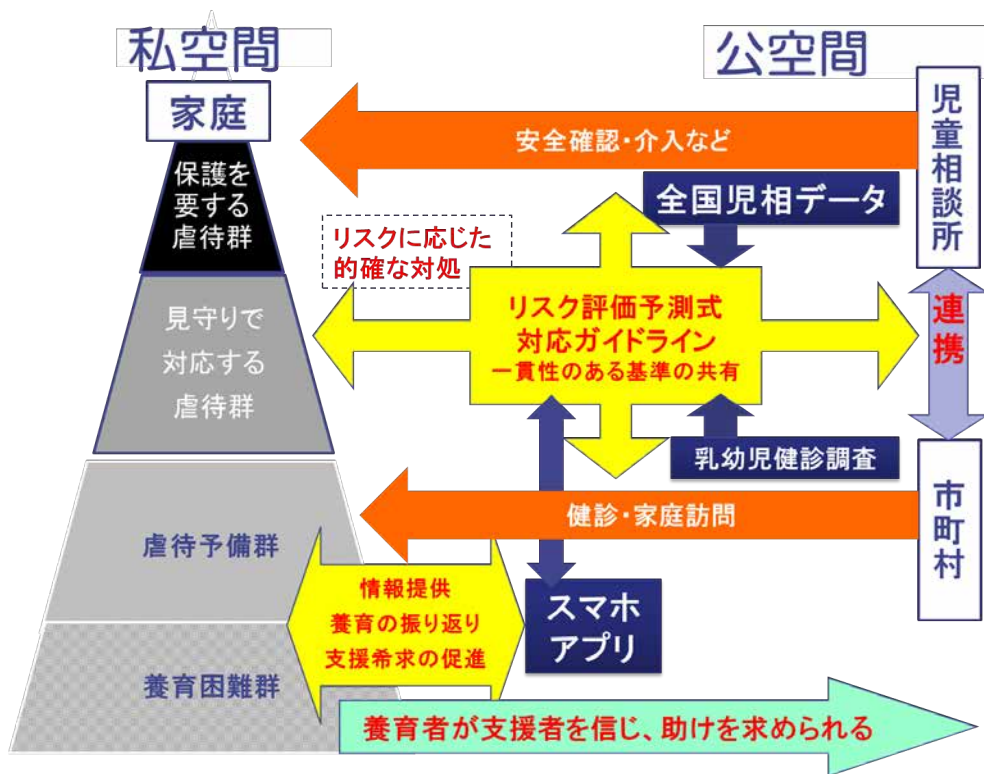 私空間
公空間
家庭
児童相談所
安全確認・介入など
保護を
要する
虐待群
全国児相データ
リスクに応じた
的確な対処
リスク評価予測式
対応ガイドライン
一貫性のある基準の共有
連携
見守りで
対応する
虐待群
乳幼児健診調査
市町村
健診・家庭訪問
虐待予備群
情報提供
養育の振り返り
支援希求の促進
スマホ
アプリ
養育困難群
養育者が支援者を信じ、助けを求められる